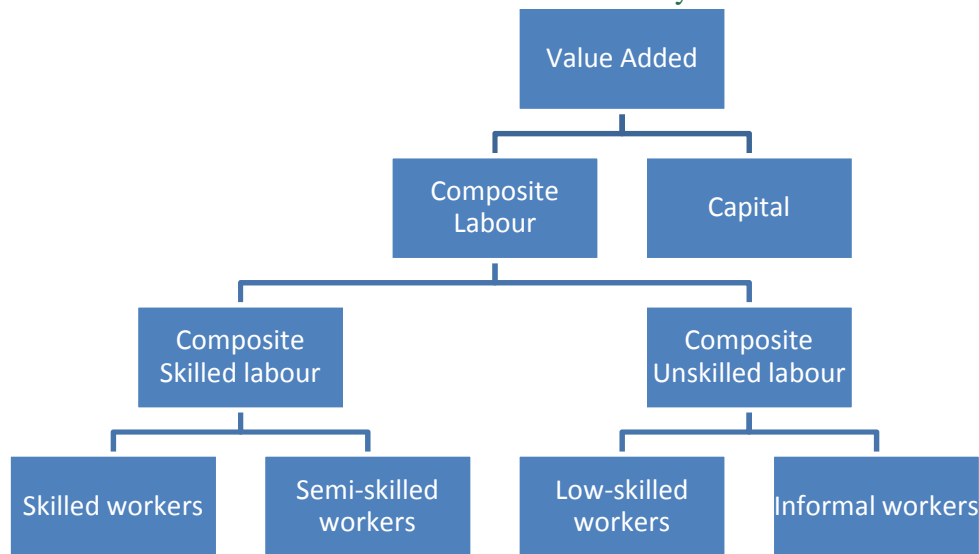 Value Added
Composite
Labour
Capital
Composite
Skilled labour
Composite
Unskilled labour
Skilled workers
Semi-skilled
workers
Low-skilled
workers
Informal workers